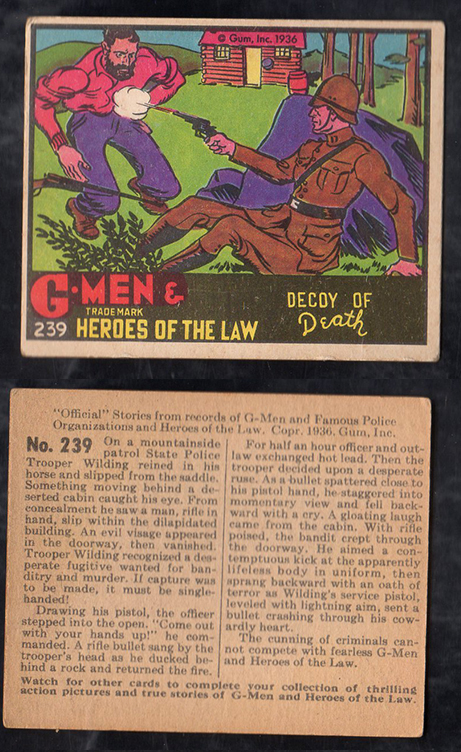 © Gum, Inc. 1936
G-MEN &
TRADEMARK
239 HEROES OF THE LAW
DECOY OF
Death
"Official" Stories from records of G-Men and Famous Police
Organizations and Heroes of the Law. Copr. 1936. Gum, Inc.
No. 239 On a mountainside
patrol State Police
Trooper Wilding reined in his
horse and slipped from the saddle.
Something moving behind a de-
serted cabin caught his eye. From
concealment he saw a man, rifle in
hand, slip within the dilapidated
building. An evil visage appeared
in the doorway, then vanished.
Trooper Wilding recognized a des-
perate fugitive wanted for ban-
ditry and murder. If capture was
to be made, it must be single-
handed!
Drawing his pistol, the officer
stepped into the open. "Come out
with your hands up!" he com-
manded. A rifle bullet sang by the
trooper's head as he ducked be-
hind a rock and returned the fire.
For half an hour officer and out-
law exchanged hot lead. Then the
trooper decided upon a desperate
ruse. As a bullet spattered close to
his pistol hand, he staggered into
momentary view and fell back-
ward with a cry. A gloating laugh
came from the cabin. With rifle
poised, the bandit crept through
the doorway. He aimed a con-
temptuous kick at the apparently
lifeless body in uniform, then
sprang backward with an oath of
terror as Wilding's service pistol,
leveled with lightning aim, sent a
bullet crashing through his cow-
ardly heart.
The cunning of criminals can-
not compete with fearless G-Men
and Heroes of the Law.
Watch for other cards to complete your collection of thrilling
action pictures and true stories of G-Men and Heroes of the Law.